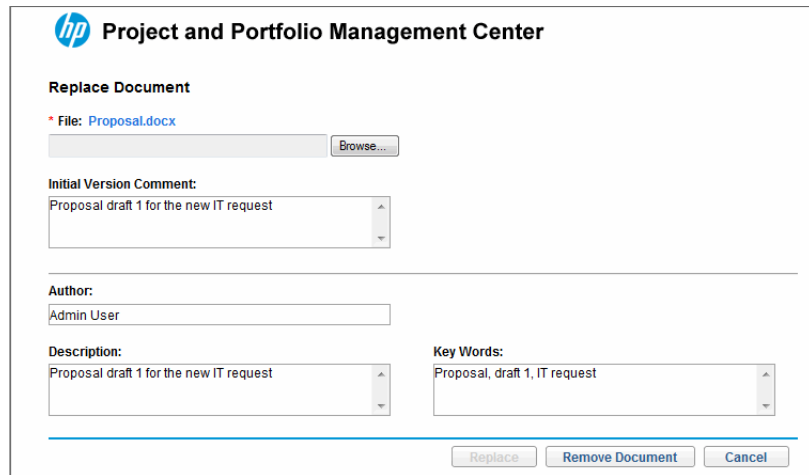 hp Project and Portfolio Management Center
Replace Document
* File: Proposal.docx
Browse...
Initial Version Comment:
Proposal draft 1 for the new IT request
Author:
Admin User
Description: Key Words:
Proposal draft 1 for the new IT request Proposal, draft 1, IT request
Replace Remove Document Cancel